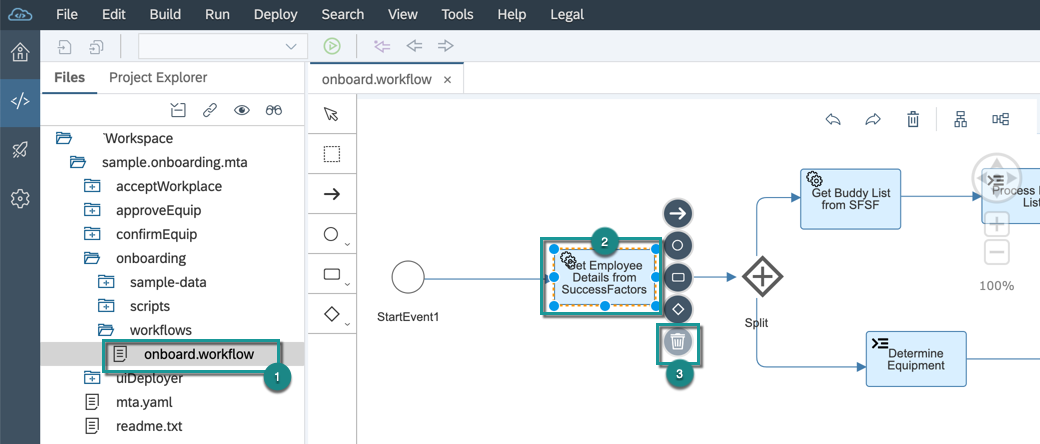 File Edit Build Run Deploy Search View Tools Help Legal
Files Project Explorer
onboard.workflow ×
Workspace
sample.onboarding.mta
acceptWorkplace
approveEquip
confirmEquip
onboarding
sample-data
scripts
workflows
onboard.workflow
1
uiDeployer
mta.yaml
readme.txt
StartEvent1
2
Get Employee
Details from
SuccessFactors
3
Split
Get Buddy List
from SFSF
Process
List
100%
Determine
Equipment